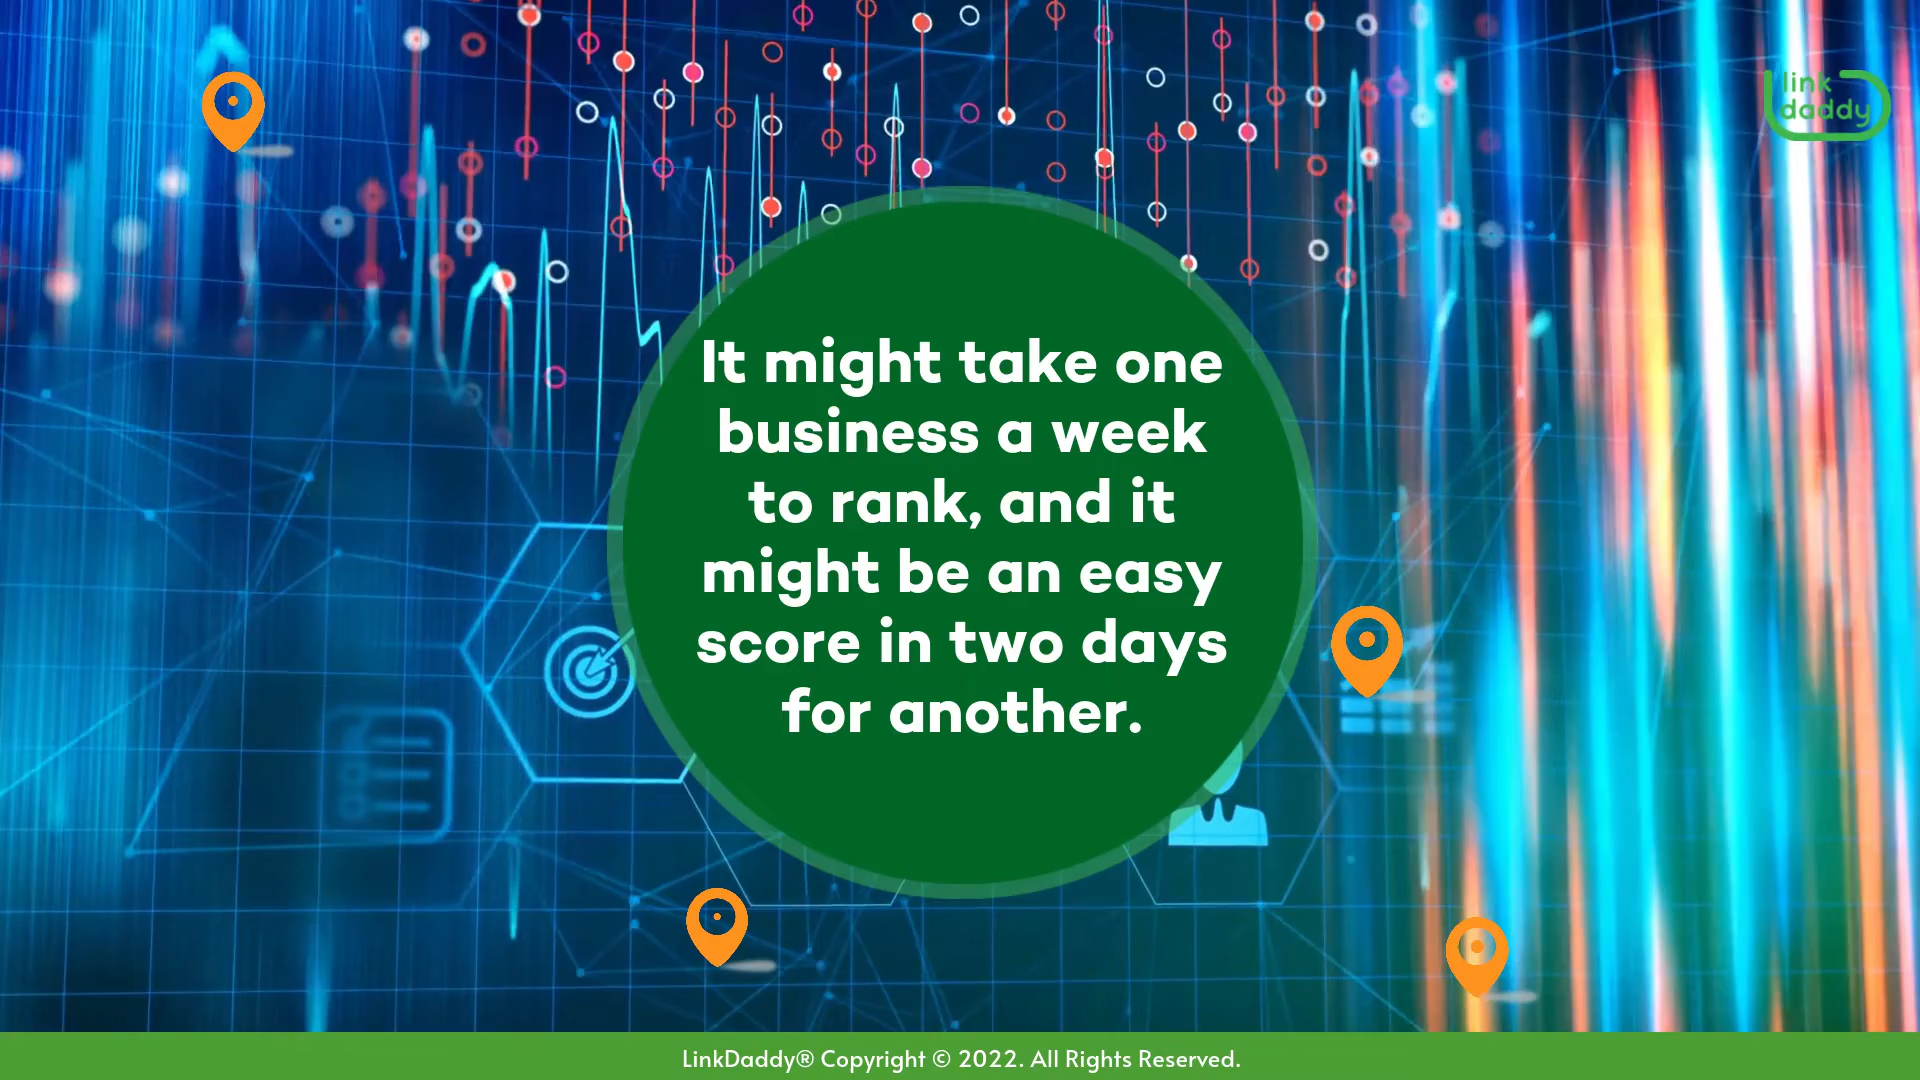 link
daddy
It might take one
business a week
to rank, and it
might be an easy
score in two days
for another.
LinkDaddy® Copyright © 2022. All Rights Reserved.